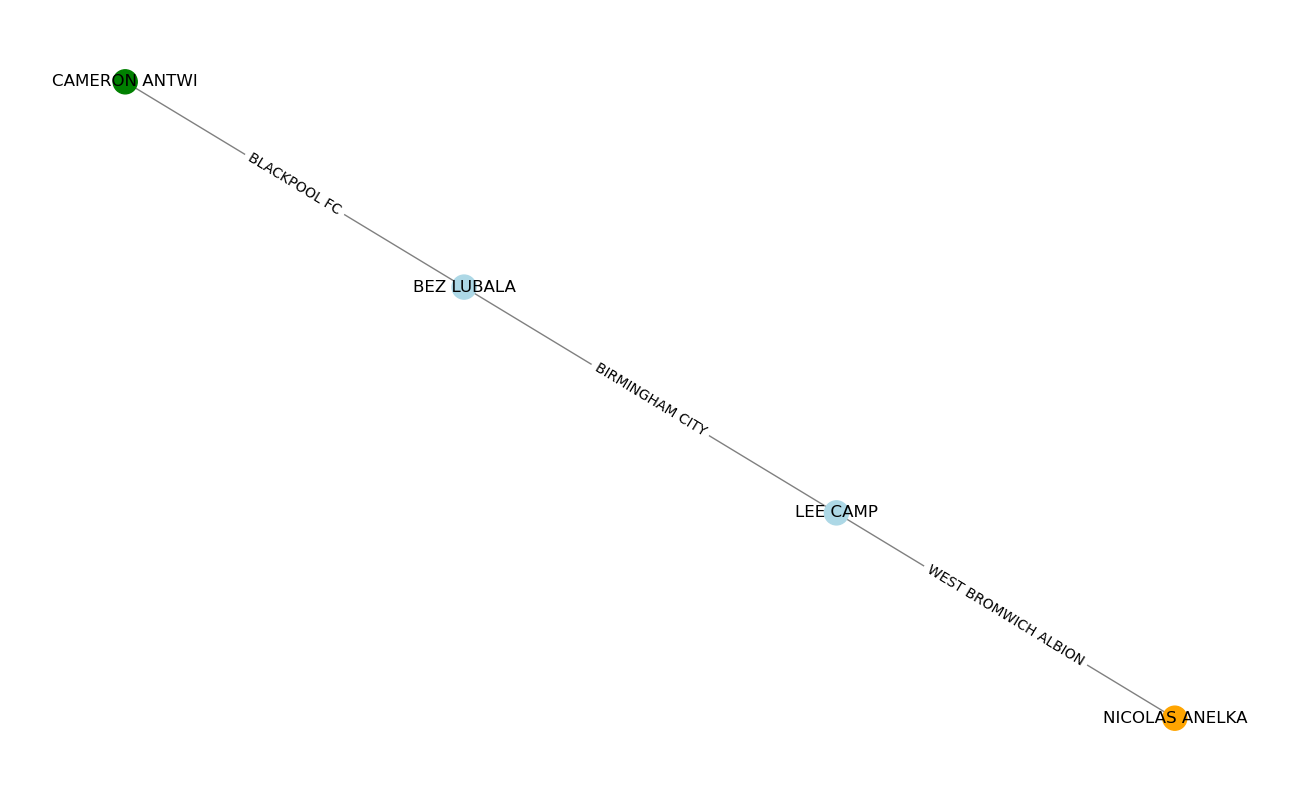 CAMERON ANTWI
BLACKPOOL FC
BEZ LUBALA
BIRMINGHAM CITY
LEE CAMP
WEST BROMWICH ALBION
NICOLAS ANELKA